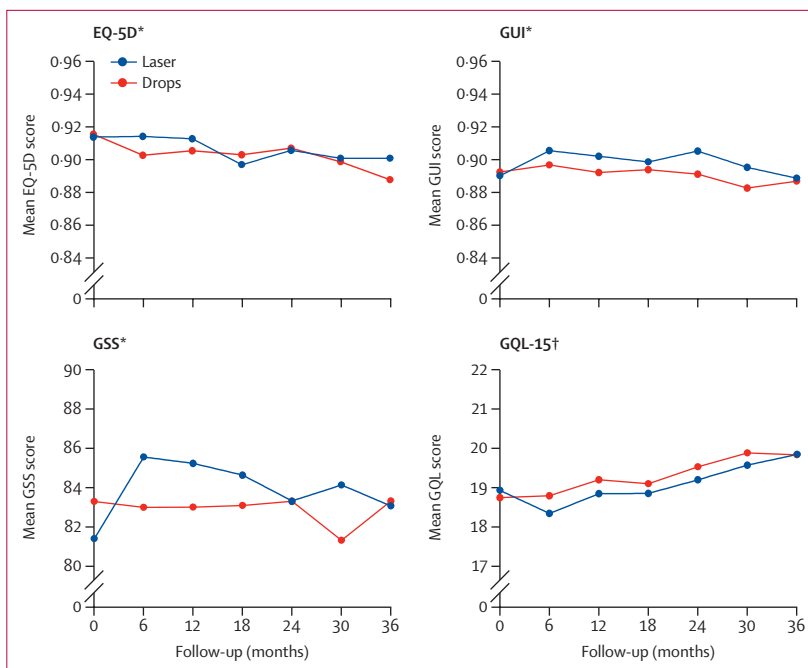 EQ-5D*
0·96
0·94
0·92
0·90
0·88
0·86
0·84
0
Mean EQ-5D score
Laser
Drops
GUI*
0·96
0·94
0·92
0·90
0·88
0·86
0·84
0
Mean GUI score
GSS*
90
88
86
84
82
80
0
Mean GSS score
0 6 12 18 24 30 36
Follow-up (months)
GQL-15†
22
21
20
19
18
17
0
Mean GQL score
0 6 12 18 24 30 36
Follow-up (months)